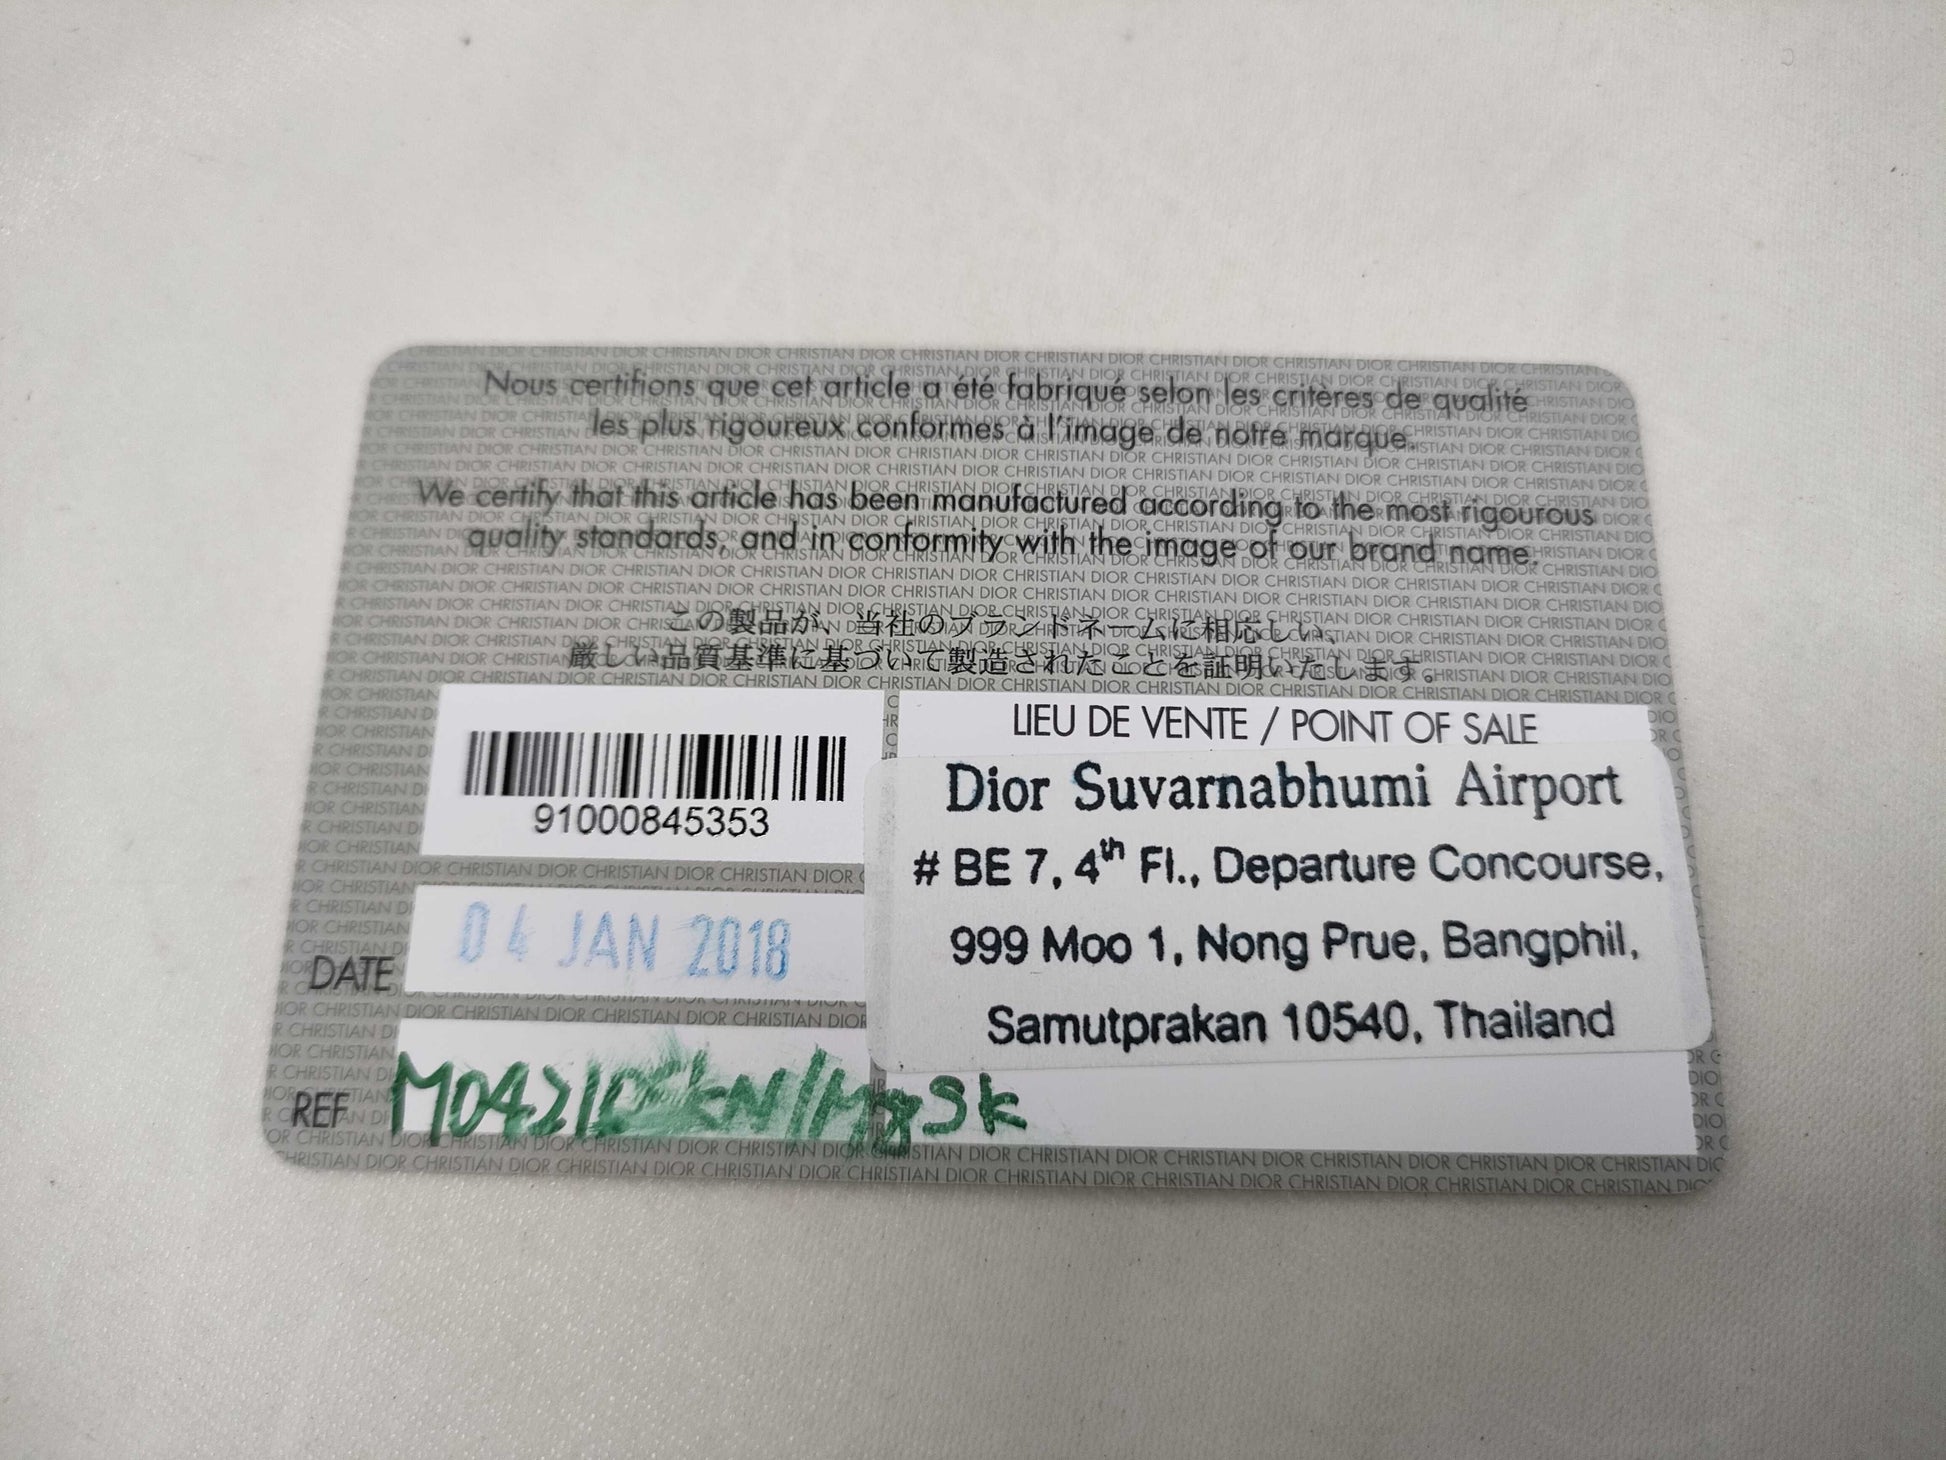 Nous certifions que cet article a été fabriqué selon les critères de qualité
les plus rigoureux conformes à l'image de notre marque.
We certify that this article has been manufactured according to the most rigourous
quality standards, and in conformity with the image of our brand name.
この製品が、当社のブランドネームに相応しい、
厳しい品質基準に基づいて製造されたことを証明いたします。
91000845353
LIEU DE VENTE / POINT OF SALE
Dior Suvarnabhumi Airport
# BE 7, 4th Fl., Departure Concourse,
999 Moo 1, Nong Prue, Bangphil,
Samutprakan 10540, Thailand
DATE 04 JAN 2018
REF